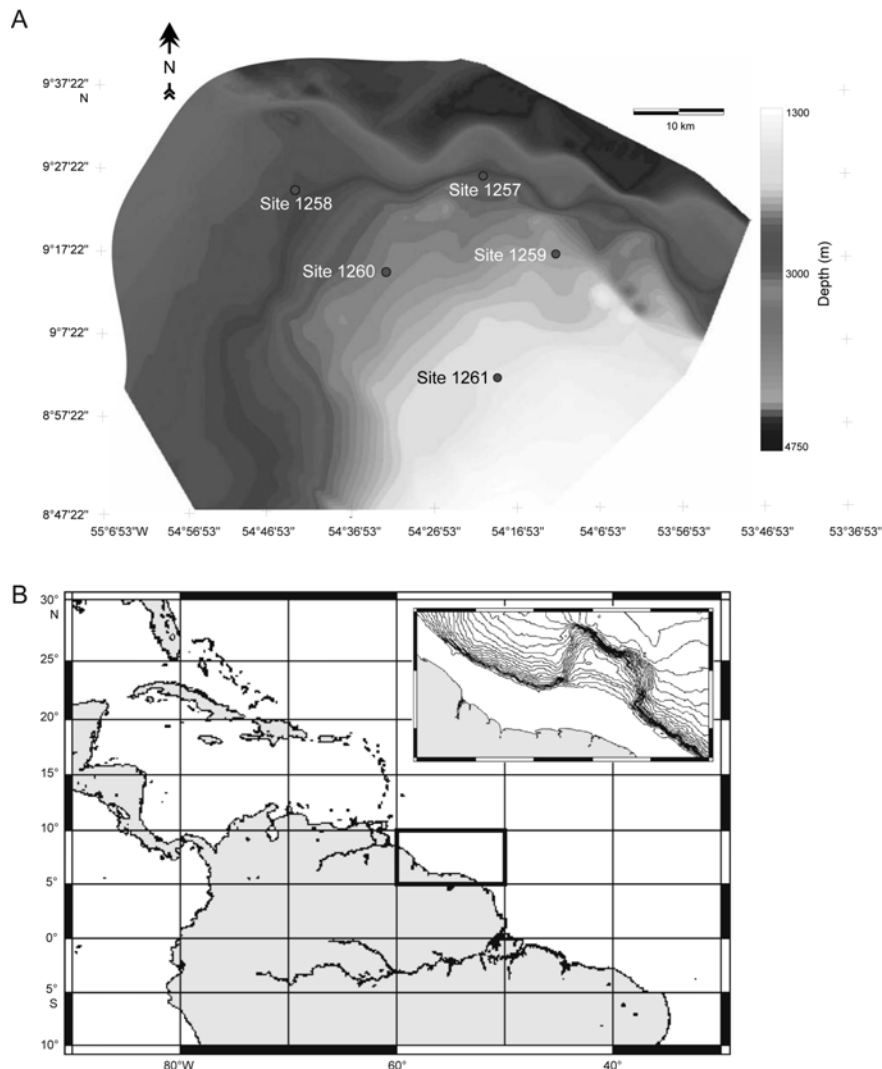 A
N
9°37'22"
N
10 km
1300
9°27'22"
Site 1257
Site 1258
9°17'22"
Site 1259
Site 1260
3000
Depth (m)
9°7'22"
Site 1261
8°57'22"
4750
8°47'22"
55°6'53"W 54°56'53" 54°46'53" 54°36'53" 54°26'53" 54°16'53" 54°6'53" 53°56'53" 53°46'53" 53°36'53"
B
30°
N
25°
20°
15°
10°
5°
0°
5°
S
10°
80°W 60° 40°